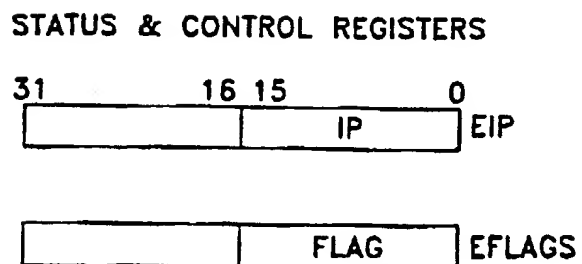 STATUS & CONTROL REGISTERS
31 16 15 0
IP EIP
FLAG EFLAGS